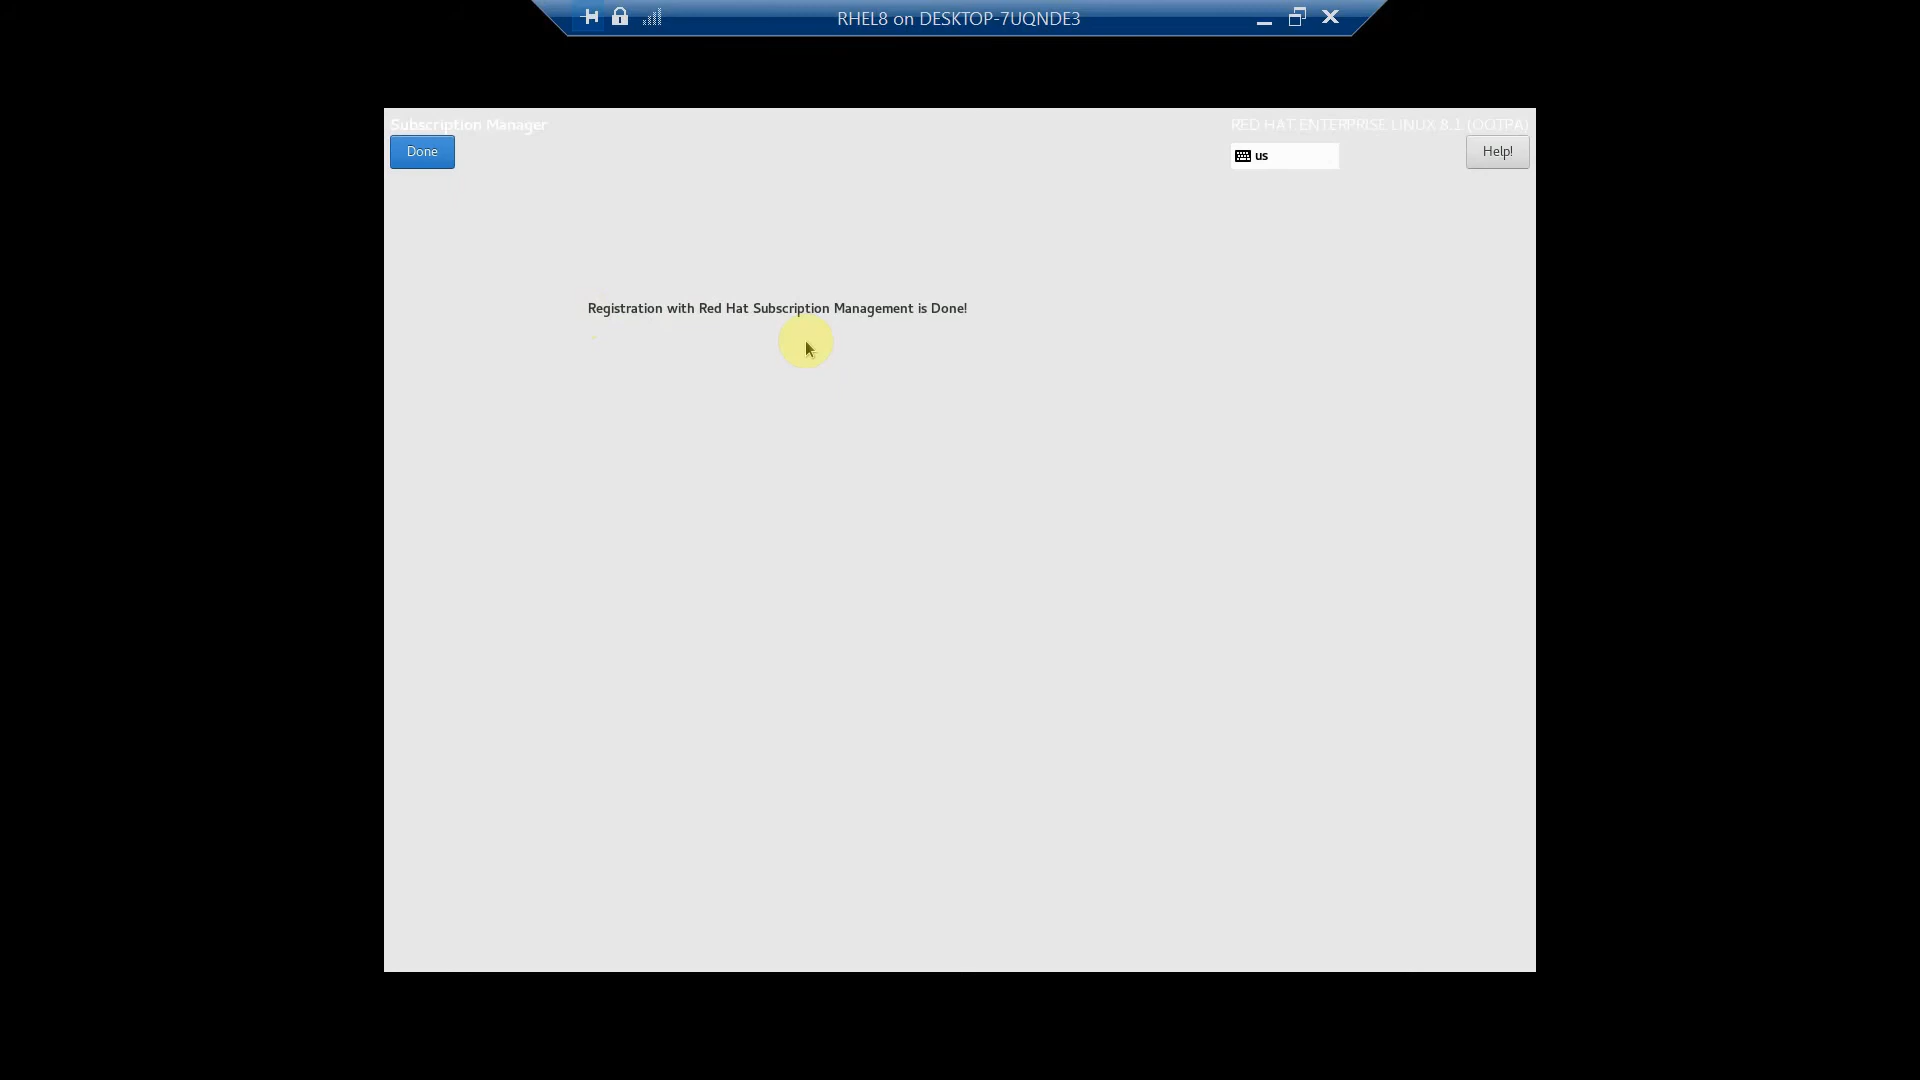 RHEL8 on DESKTOP-7UQNDE3
Subscription Manager
RED HAT ENTERPRISE LINUX 8.1 (OOTPA)
Done
us
Help!
Registration with Red Hat Subscription Management is Done!